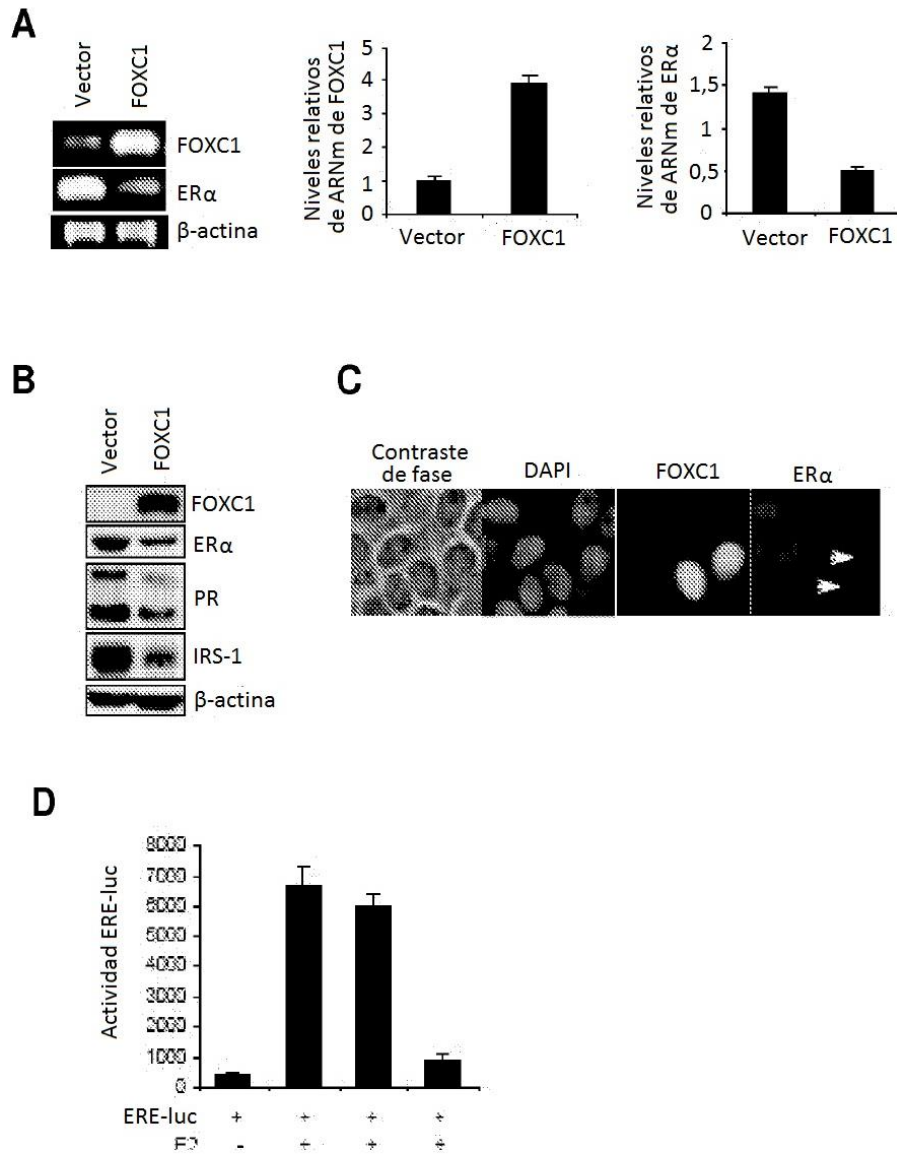 A
Vector
FOXC1
FOXC1
ERα
β-actina
Niveles relativos
de ARNm de FOXC1
5
4
3
2
1
0
Vector FOXC1
Niveles relativos
de ARNm de ERα
2
1,5
1
0,5
0
Vector FOXC1
B
Vector
FOXC1
FOXC1
ERα
PR
IRS-1
β-actina
C
Contraste
de fase
DAPI
FOXC1
ERα
D
Actividad ERE-luc
8000
7000
6000
5000
4000
3000
2000
1000
0
ERE-luc + + + +
- + + +